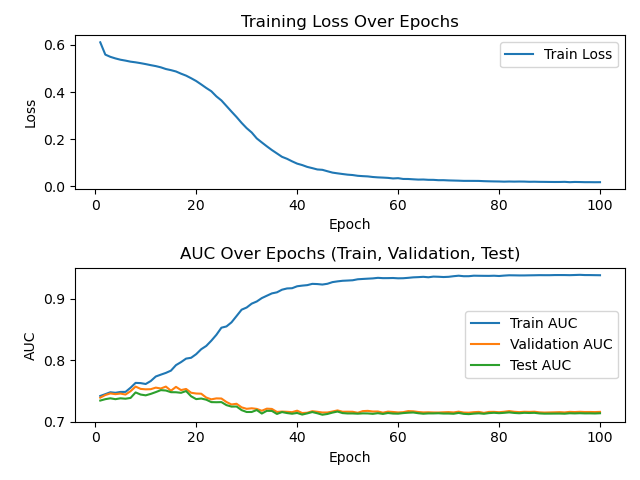 Training Loss Over Epochs
0.6
0.4
0.2
0.0
Loss
Train Loss
0 20 40 60 80 100
Epoch
AUC Over Epochs (Train, Validation, Test)
0.9
0.8
0.7
AUC
Train AUC
Validation AUC
Test AUC
0 20 40 60 80 100
Epoch